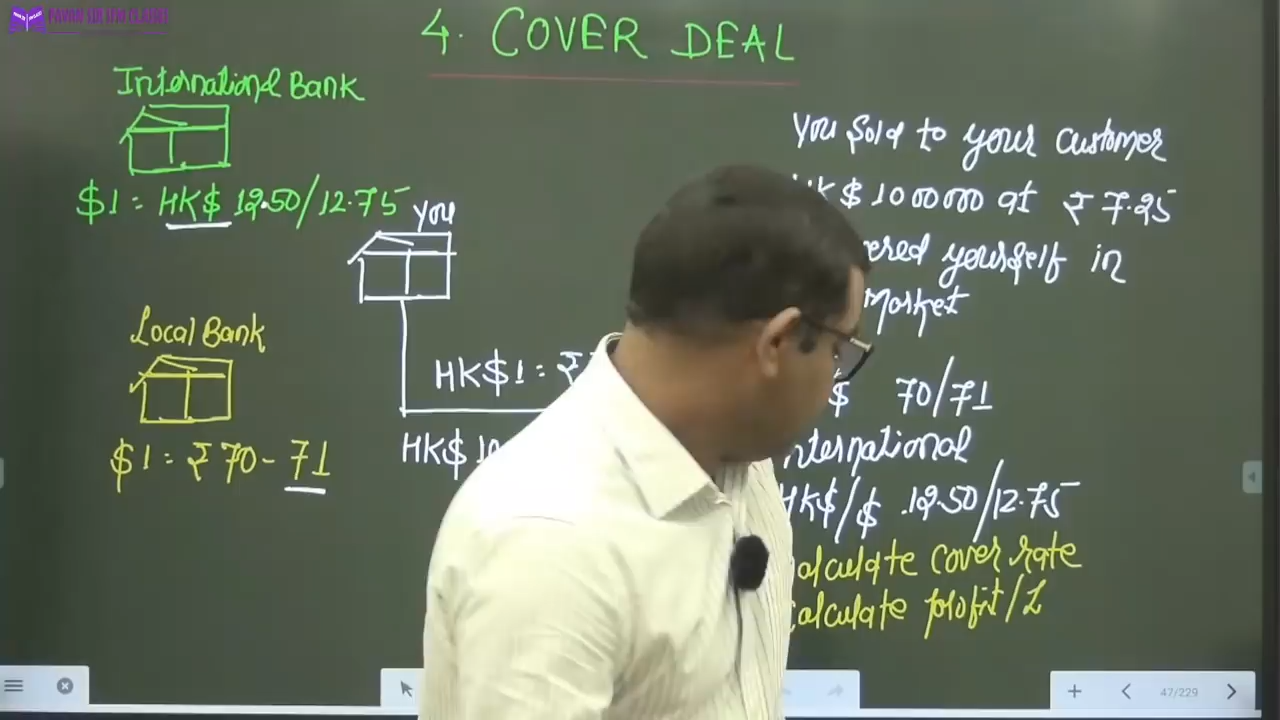 4. COVER DEAL
International Bank
$1 = HK$ 12.50/12.75
You
Local Bank
$1 = ₹ 70 - 71
HK$1 = ₹
HK$ 10
You Sold to your customer
HK$ 1000000 at ₹ 7.25
yourself in
Market
$ 70/71
International
HK$/$ 12.50/12.75
Calculate cover rate
Calculate profit/L
47/229